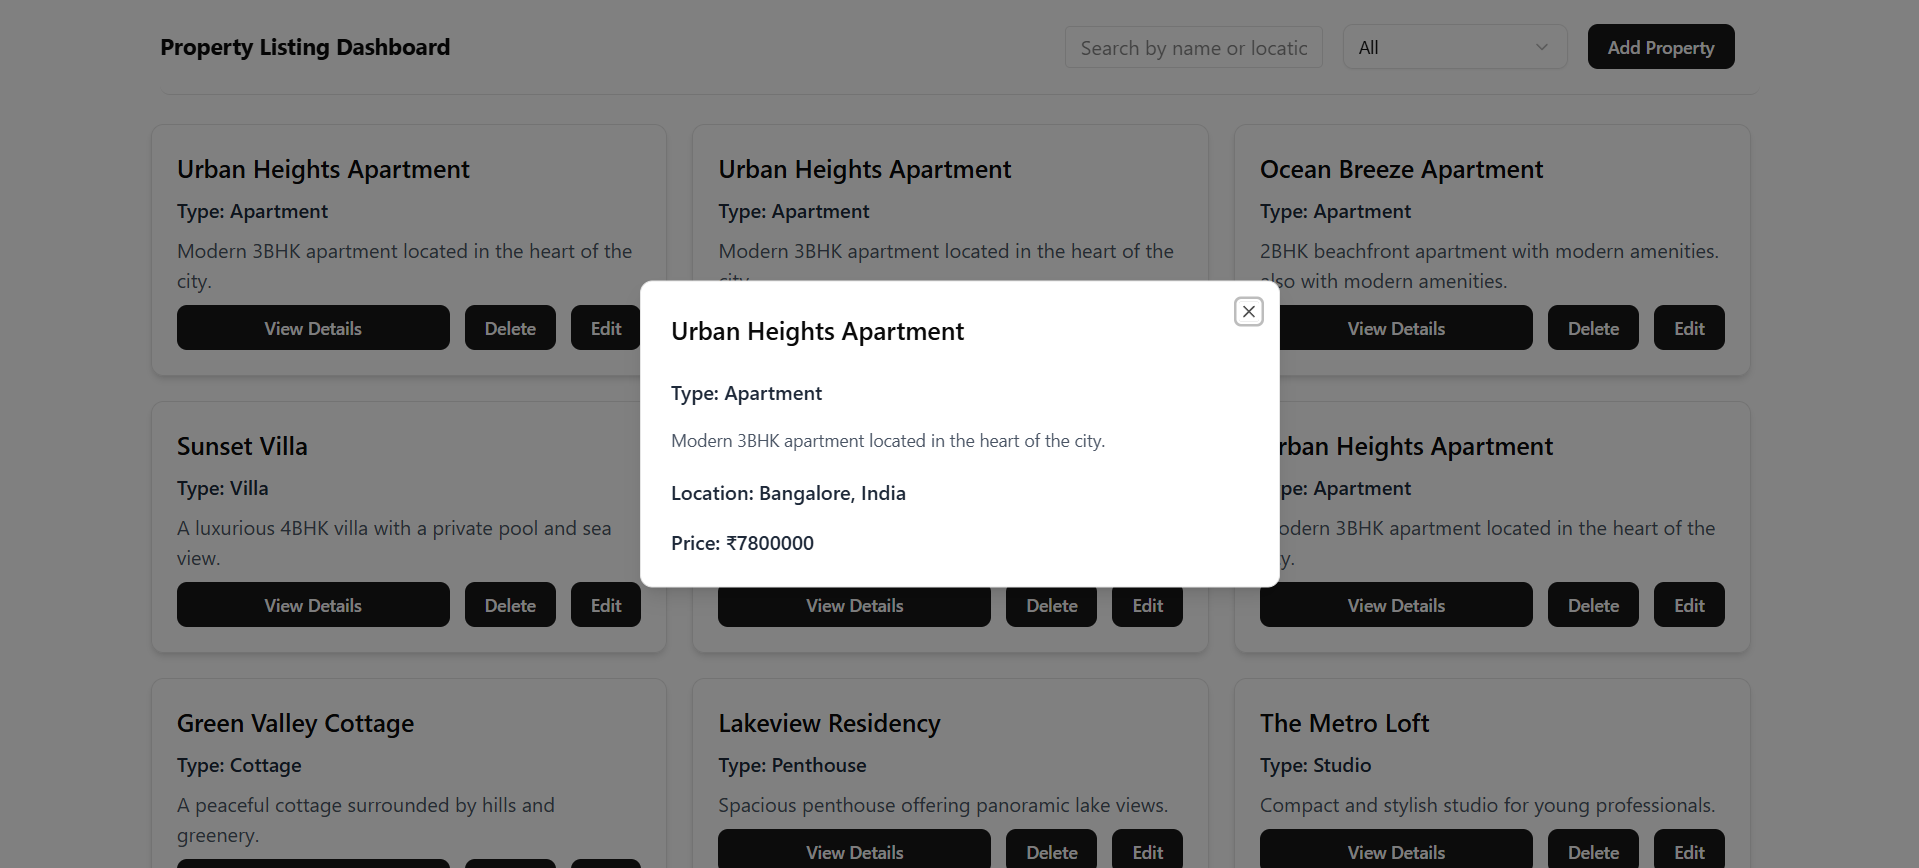 Property Listing Dashboard
Search by name or locatic
All
Add Property
Urban Heights Apartment
Type: Apartment
Modern 3BHK apartment located in the heart of the
city.
View Details
Delete
Edit
Urban Heights Apartment
Type: Apartment
Modern 3BHK apartment located in the heart of the
city.
Ocean Breeze Apartment
Type: Apartment
2BHK beachfront apartment with modern amenities.
also with modern amenities.
View Details
Delete
Edit
Urban Heights Apartment
Type: Apartment
Modern 3BHK apartment located in the heart of the city.
Location: Bangalore, India
Price: ₹7800000
Sunset Villa
Type: Villa
A luxurious 4BHK villa with a private pool and sea
view.
View Details
Delete
Edit
View Details
Delete
Edit
rban Heights Apartment
pe: Apartment
odern 3BHK apartment located in the heart of the
y.
View Details
Delete
Edit
Green Valley Cottage
Type: Cottage
A peaceful cottage surrounded by hills and
greenery.
Lakeview Residency
Type: Penthouse
Spacious penthouse offering panoramic lake views.
View Details
Delete
Edit
The Metro Loft
Type: Studio
Compact and stylish studio for young professionals.
View Details
Delete
Edit